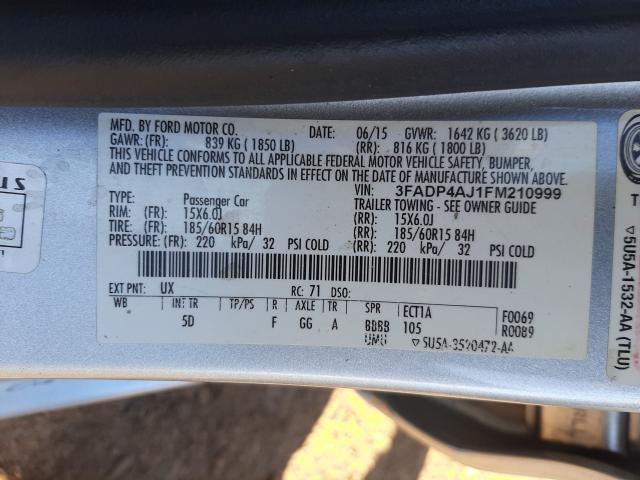 MFD. BY FORD MOTOR CO. DATE: 06/15 GVWR: 1642 KG ( 3620 LB)
GAWR: (FR): 839 KG ( 1850 LB) (RR): 816 KG ( 1800 LB)
THIS VEHICLE CONFORMS TO ALL APPLICABLE FEDERAL MOTOR VEHICLE SAFETY, BUMPER,
AND THEFT PREVENTION STANDARDS IN EFFECT ON THE DATE OF MANUFACTURE SHOWN ABOVE.
VIN: 3FADP4AJ1FM210999
TYPE: Passenger Car TRAILER TOWING - SEE OWNER GUIDE
RIM: (FR): 15X6.0J (RR): 15X6.0J
TIRE: (FR): 185/60R15 84H (RR): 185/60R15 84H
PRESSURE: (FR): 220 kPa/ 32 PSI COLD (RR): 220 kPa/ 32 PSI COLD
EXT PNT: UX RC: 71 DSO:
WB INT TR TP/PS R AXLE TR SPR ECT1A F0069
5D F GG A BBBB 105 R0089
UMU ▽5U5A-3520472-AA
▽5U5A-1532-AA (TLU)